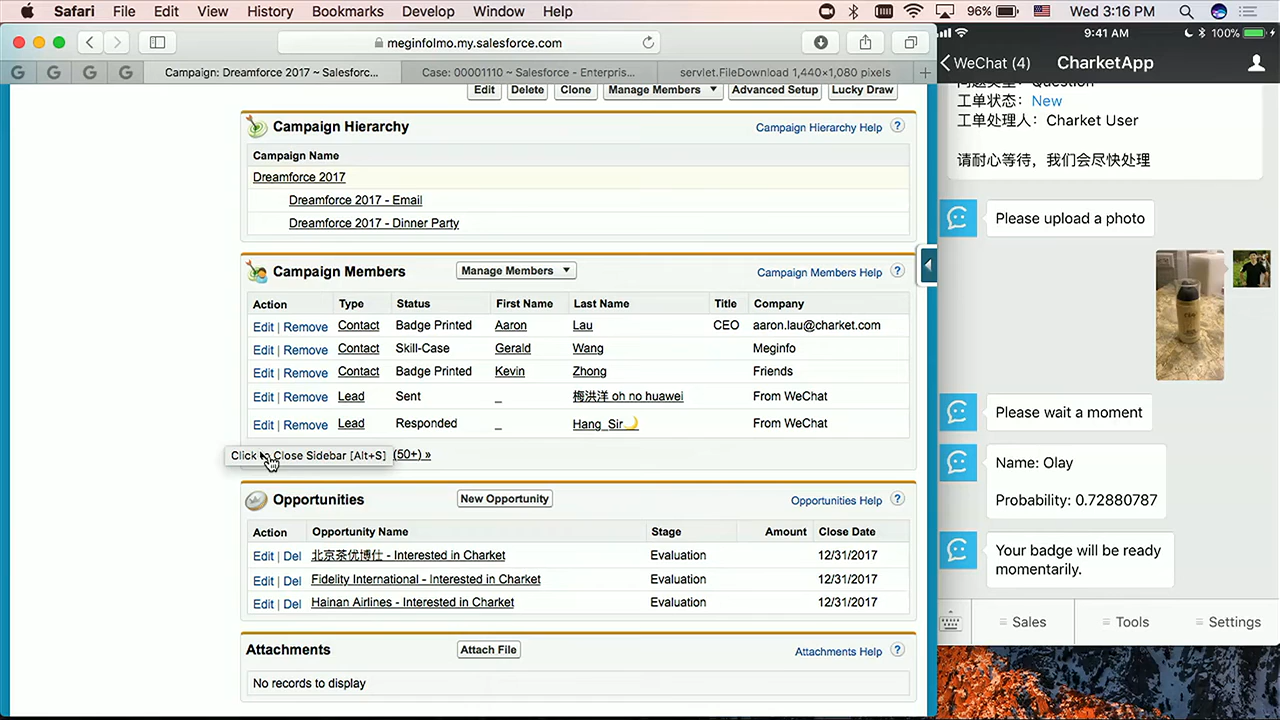 Safari File Edit View History Bookmarks Develop Window Help 96% Wed 3:16 PM
meginfolmo.my.salesforce.com
Campaign: Dreamforce 2017 ~ Salesforc... Case: 00001110 ~ Salesforce - Enterpris... servlet.FileDownload 1,440×1,080 pixels
Edit Delete Clone Manage Members Advanced Setup Lucky Draw
Campaign Hierarchy Campaign Hierarchy Help ?
Campaign Name
Dreamforce 2017
Dreamforce 2017 - Email
Dreamforce 2017 - Dinner Party
Campaign Members Manage Members Campaign Members Help ?
Action Type Status First Name Last Name Title Company
Edit | Remove Contact Badge Printed Aaron Lau CEO aaron.lau@charket.com
Edit | Remove Contact Skill-Case Gerald Wang Meginfo
Edit | Remove Contact Badge Printed Kevin Zhong Friends
Edit | Remove Lead Sent _ 梅洪洋 oh no huawei From WeChat
Edit | Remove Lead Responded _ Hang_Sir🌙 From WeChat
Click to Close Sidebar [Alt+S] (50+) »
Opportunities New Opportunity Opportunities Help ?
Action Opportunity Name Stage Amount Close Date
Edit | Del 北京茶优博仕 - Interested in Charket Evaluation 12/31/2017
Edit | Del Fidelity International - Interested in Charket Evaluation 12/31/2017
Edit | Del Hainan Airlines - Interested in Charket Evaluation 12/31/2017
Attachments Attach File Attachments Help ?
No records to display
9:41 AM 100%
WeChat (4) CharketApp
问题类型: Question
工单状态: New
工单处理人: Charket User
请耐心等待，我们会尽快处理
Please upload a photo
Please wait a moment
Name: Olay
Probability: 0.72880787
Your badge will be ready
momentarily.
Sales Tools Settings